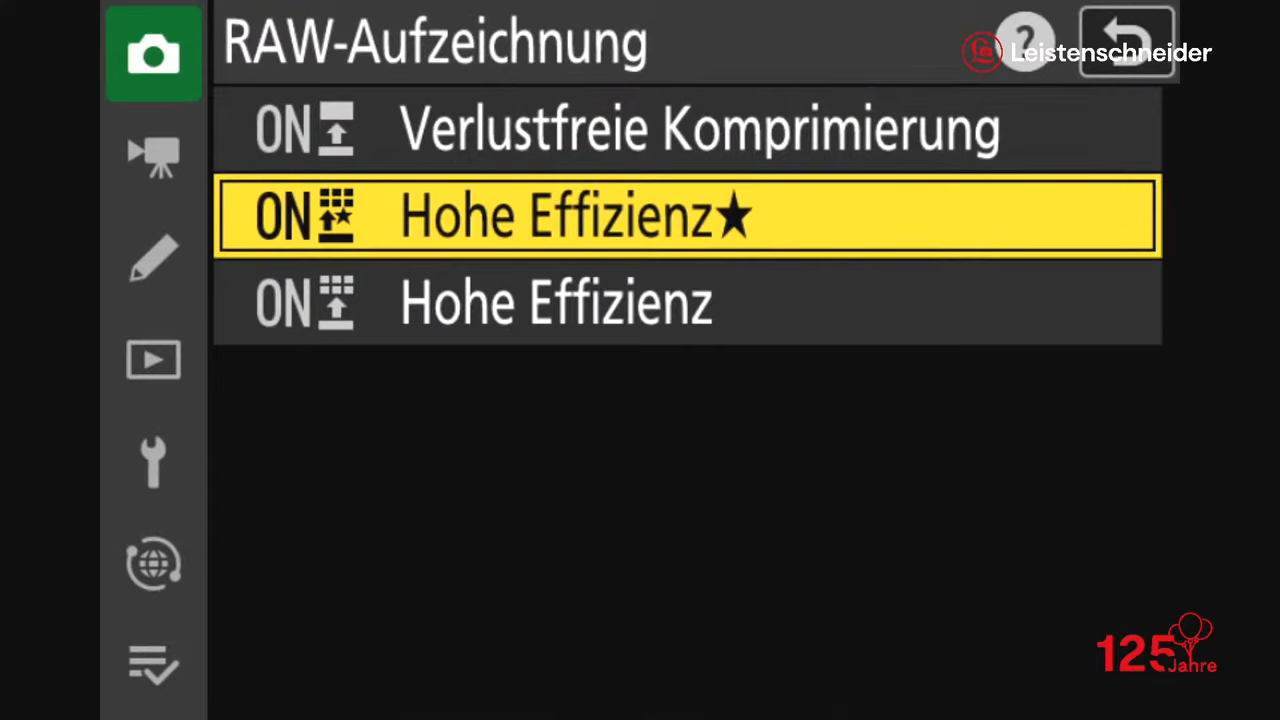 RAW-Aufzeichnung
?
Leistenschneider
ON Verlustfreie Komprimierung
ON Hohe Effizienz★
ON Hohe Effizienz
125
Jahre